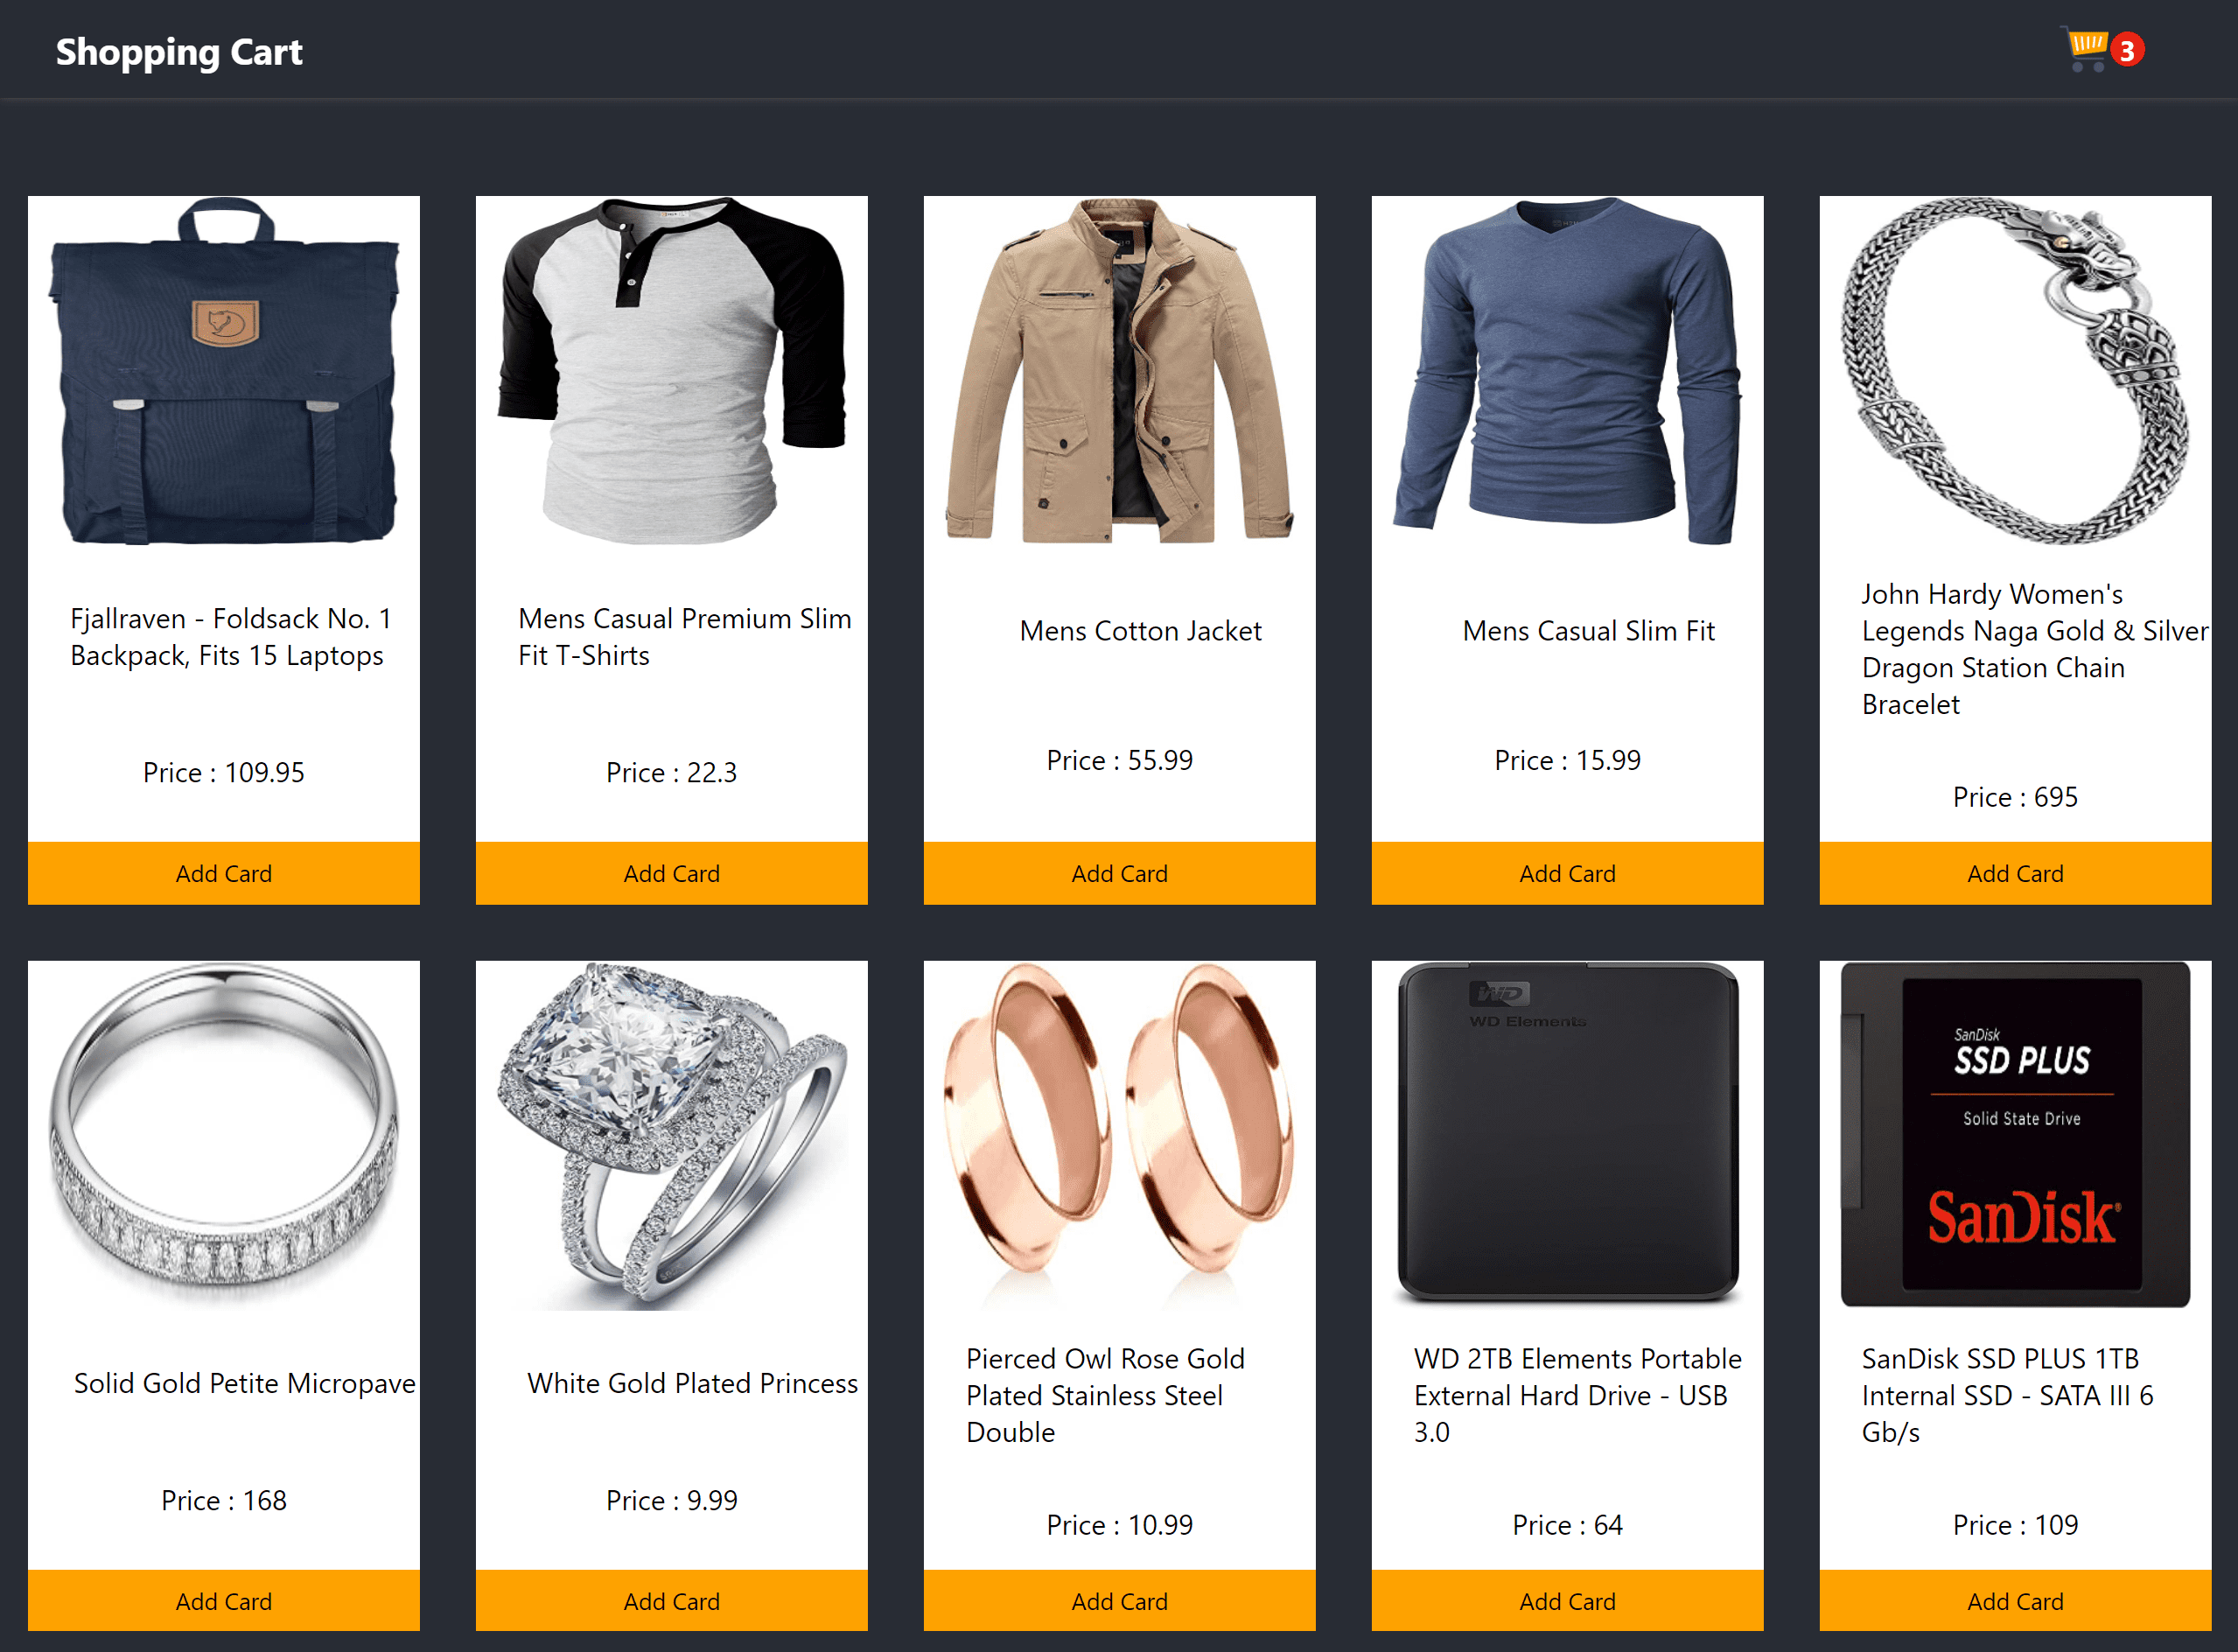 Shopping Cart
3
Fjallraven - Foldsack No. 1
Backpack, Fits 15 Laptops
Price : 109.95
Add Card
Mens Casual Premium Slim
Fit T-Shirts
Price : 22.3
Add Card
Mens Cotton Jacket
Price : 55.99
Add Card
Mens Casual Slim Fit
Price : 15.99
Add Card
John Hardy Women's
Legends Naga Gold & Silver
Dragon Station Chain
Bracelet
Price : 695
Add Card
Solid Gold Petite Micropave
Price : 168
Add Card
White Gold Plated Princess
Price : 9.99
Add Card
Pierced Owl Rose Gold
Plated Stainless Steel
Double
Price : 10.99
Add Card
WD
WD Elements
WD 2TB Elements Portable
External Hard Drive - USB
3.0
Price : 64
Add Card
SanDisk
SSD PLUS
Solid State Drive
SanDisk®
SanDisk SSD PLUS 1TB
Internal SSD - SATA III 6
Gb/s
Price : 109
Add Card